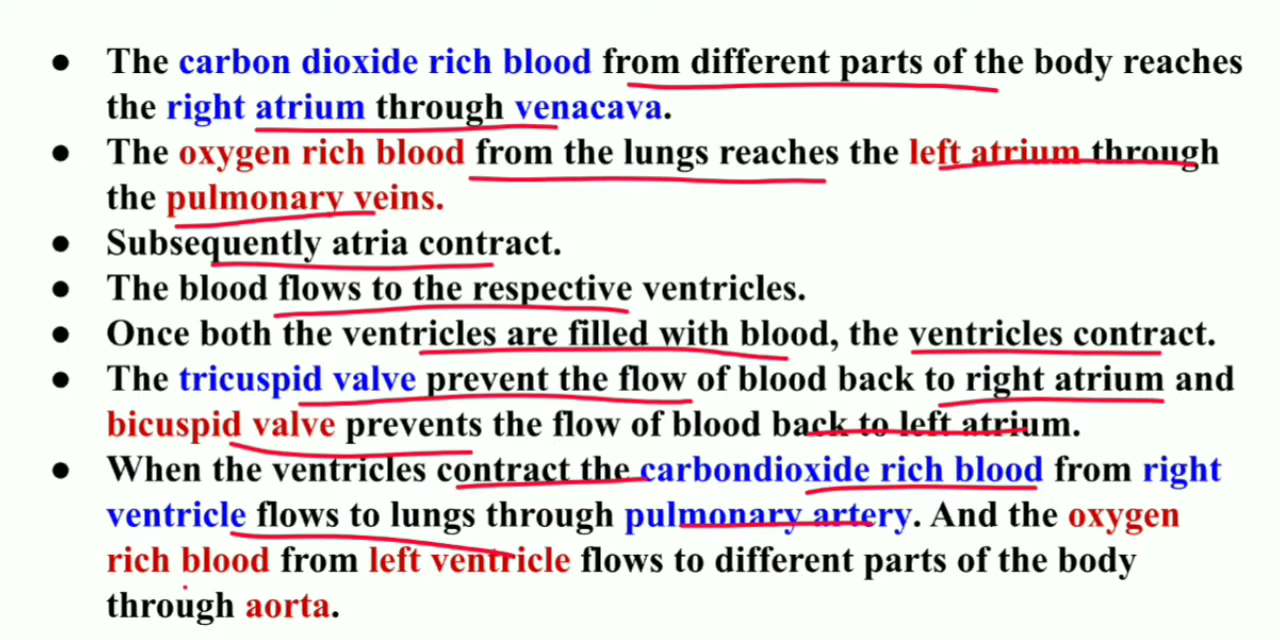 ● The carbon dioxide rich blood from different parts of the body reaches
the right atrium through venacava.
● The oxygen rich blood from the lungs reaches the left atrium through
the pulmonary veins.
● Subsequently atria contract.
● The blood flows to the respective ventricles.
● Once both the ventricles are filled with blood, the ventricles contract.
● The tricuspid valve prevent the flow of blood back to right atrium and
bicuspid valve prevents the flow of blood back to left atrium.
● When the ventricles contract the carbondioxide rich blood from right
ventricle flows to lungs through pulmonary artery. And the oxygen
rich blood from left ventricle flows to different parts of the body
through aorta.